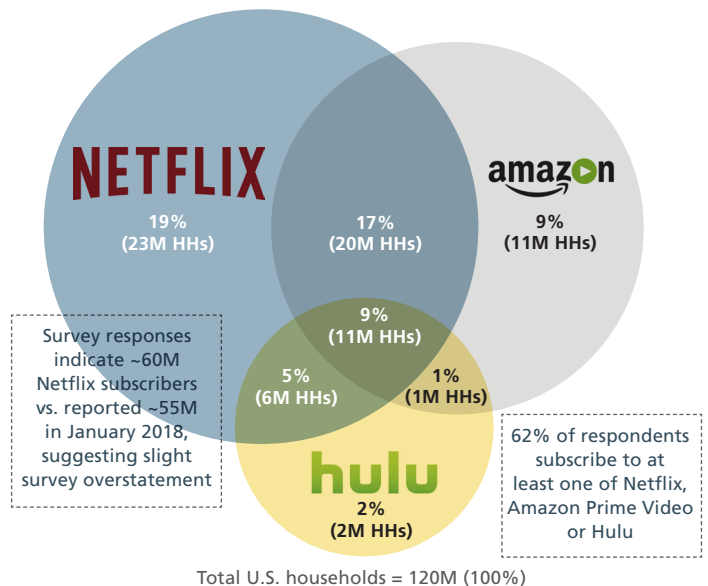 NETFLIX
19%
(23M HHs)
17%
(20M HHs)
amazon
9%
(11M HHs)
9%
(11M HHs)
5%
(6M HHs)
1%
(1M HHs)
hulu
2%
(2M HHs)
Survey responses
indicate ~60M
Netflix subscribers
vs. reported ~55M
in January 2018,
suggesting slight
survey overstatement
62% of respondents
subscribe to at
least one of Netflix,
Amazon Prime Video
or Hulu
Total U.S. households = 120M (100%)